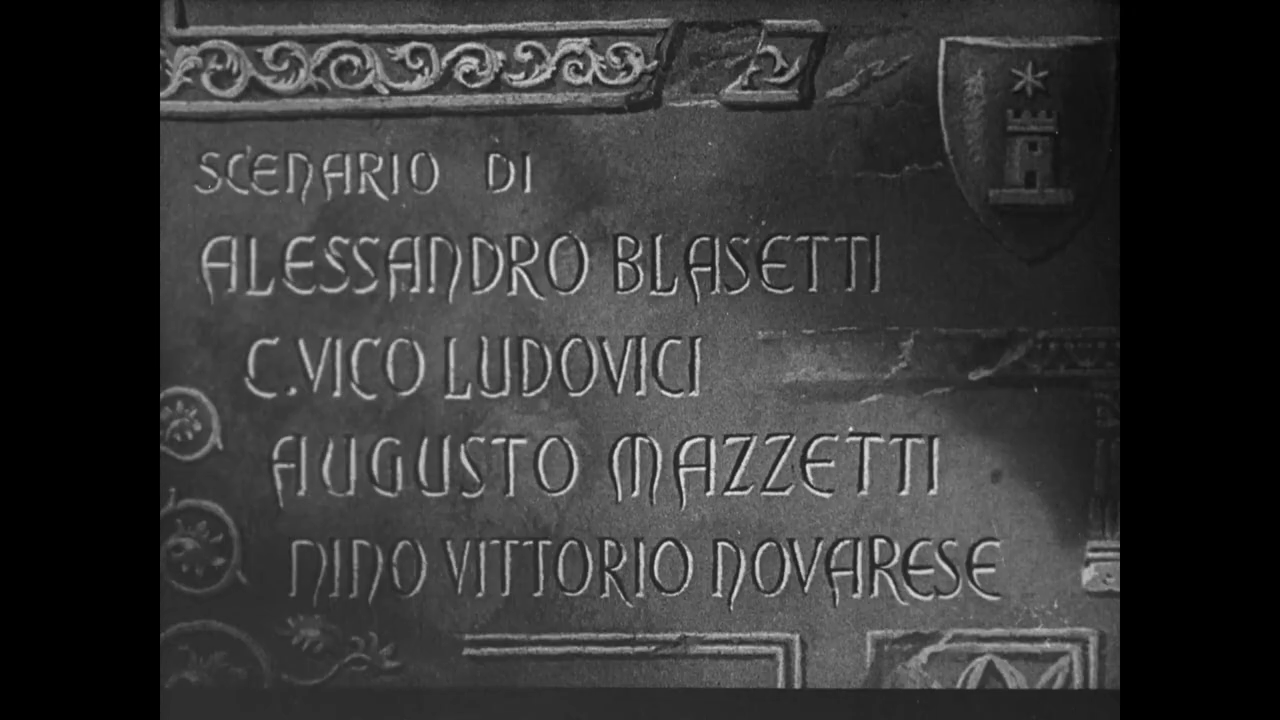 SCENARIO DI
ALESSANDRO BLASETTI
C. VICO LUDOVICI
AUGUSTO MAZZETTI
NINO VITTORIO NOVARESE